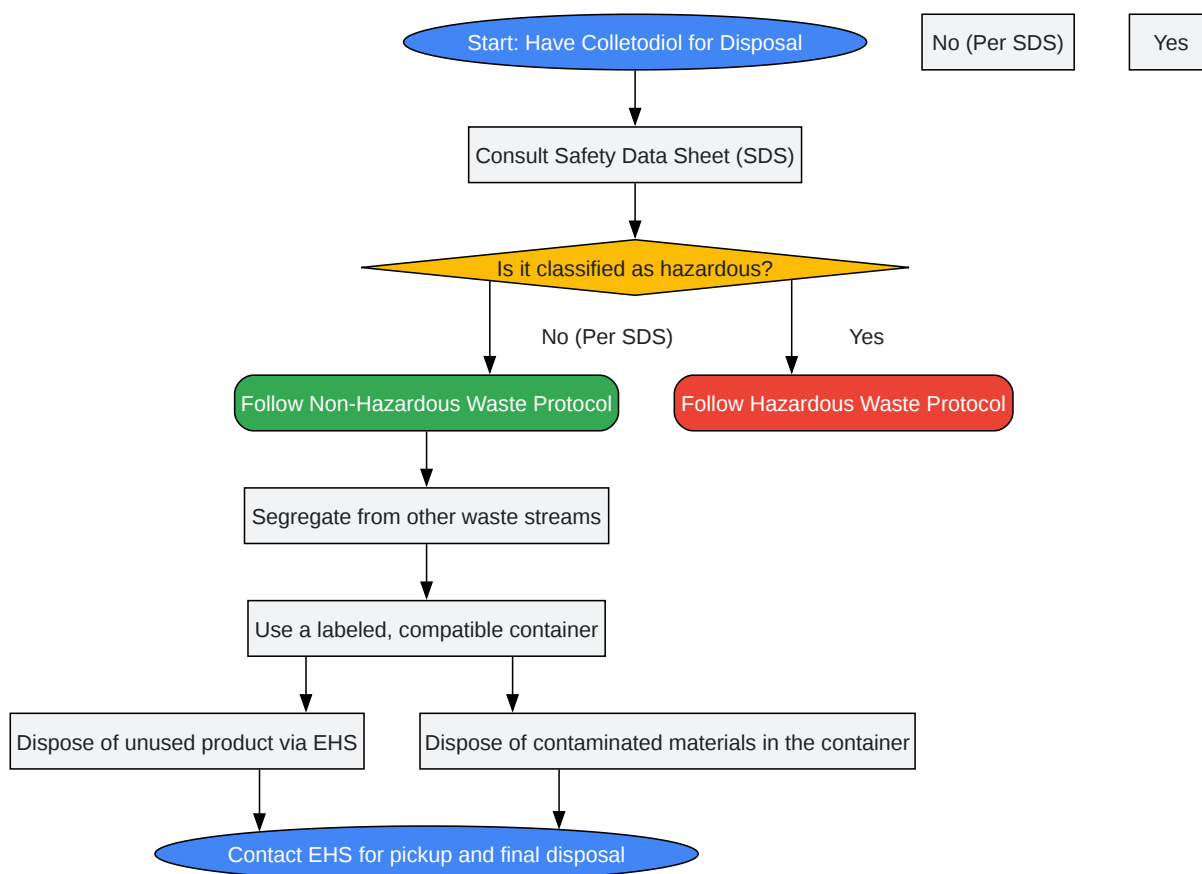 Start: Have Colletodiol for Disposal
No (Per SDS)
Yes
Consult Safety Data Sheet (SDS)
Is it classified as hazardous?
No (Per SDS)
Yes
Follow Non-Hazardous Waste Protocol
Follow Hazardous Waste Protocol
Segregate from other waste streams
Use a labeled, compatible container
Dispose of unused product via EHS
Dispose of contaminated materials in the container
Contact EHS for pickup and final disposal